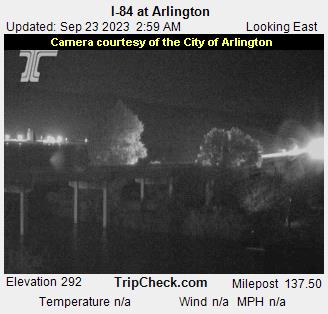 I-84 at Arlington
Updated: Sep 23 2023 2:59 AM Looking East
Camera courtesy of the City of Arlington
Elevation 292 TripCheck.com Milepost 137.50
Temperature n/a Wind n/a MPH n/a